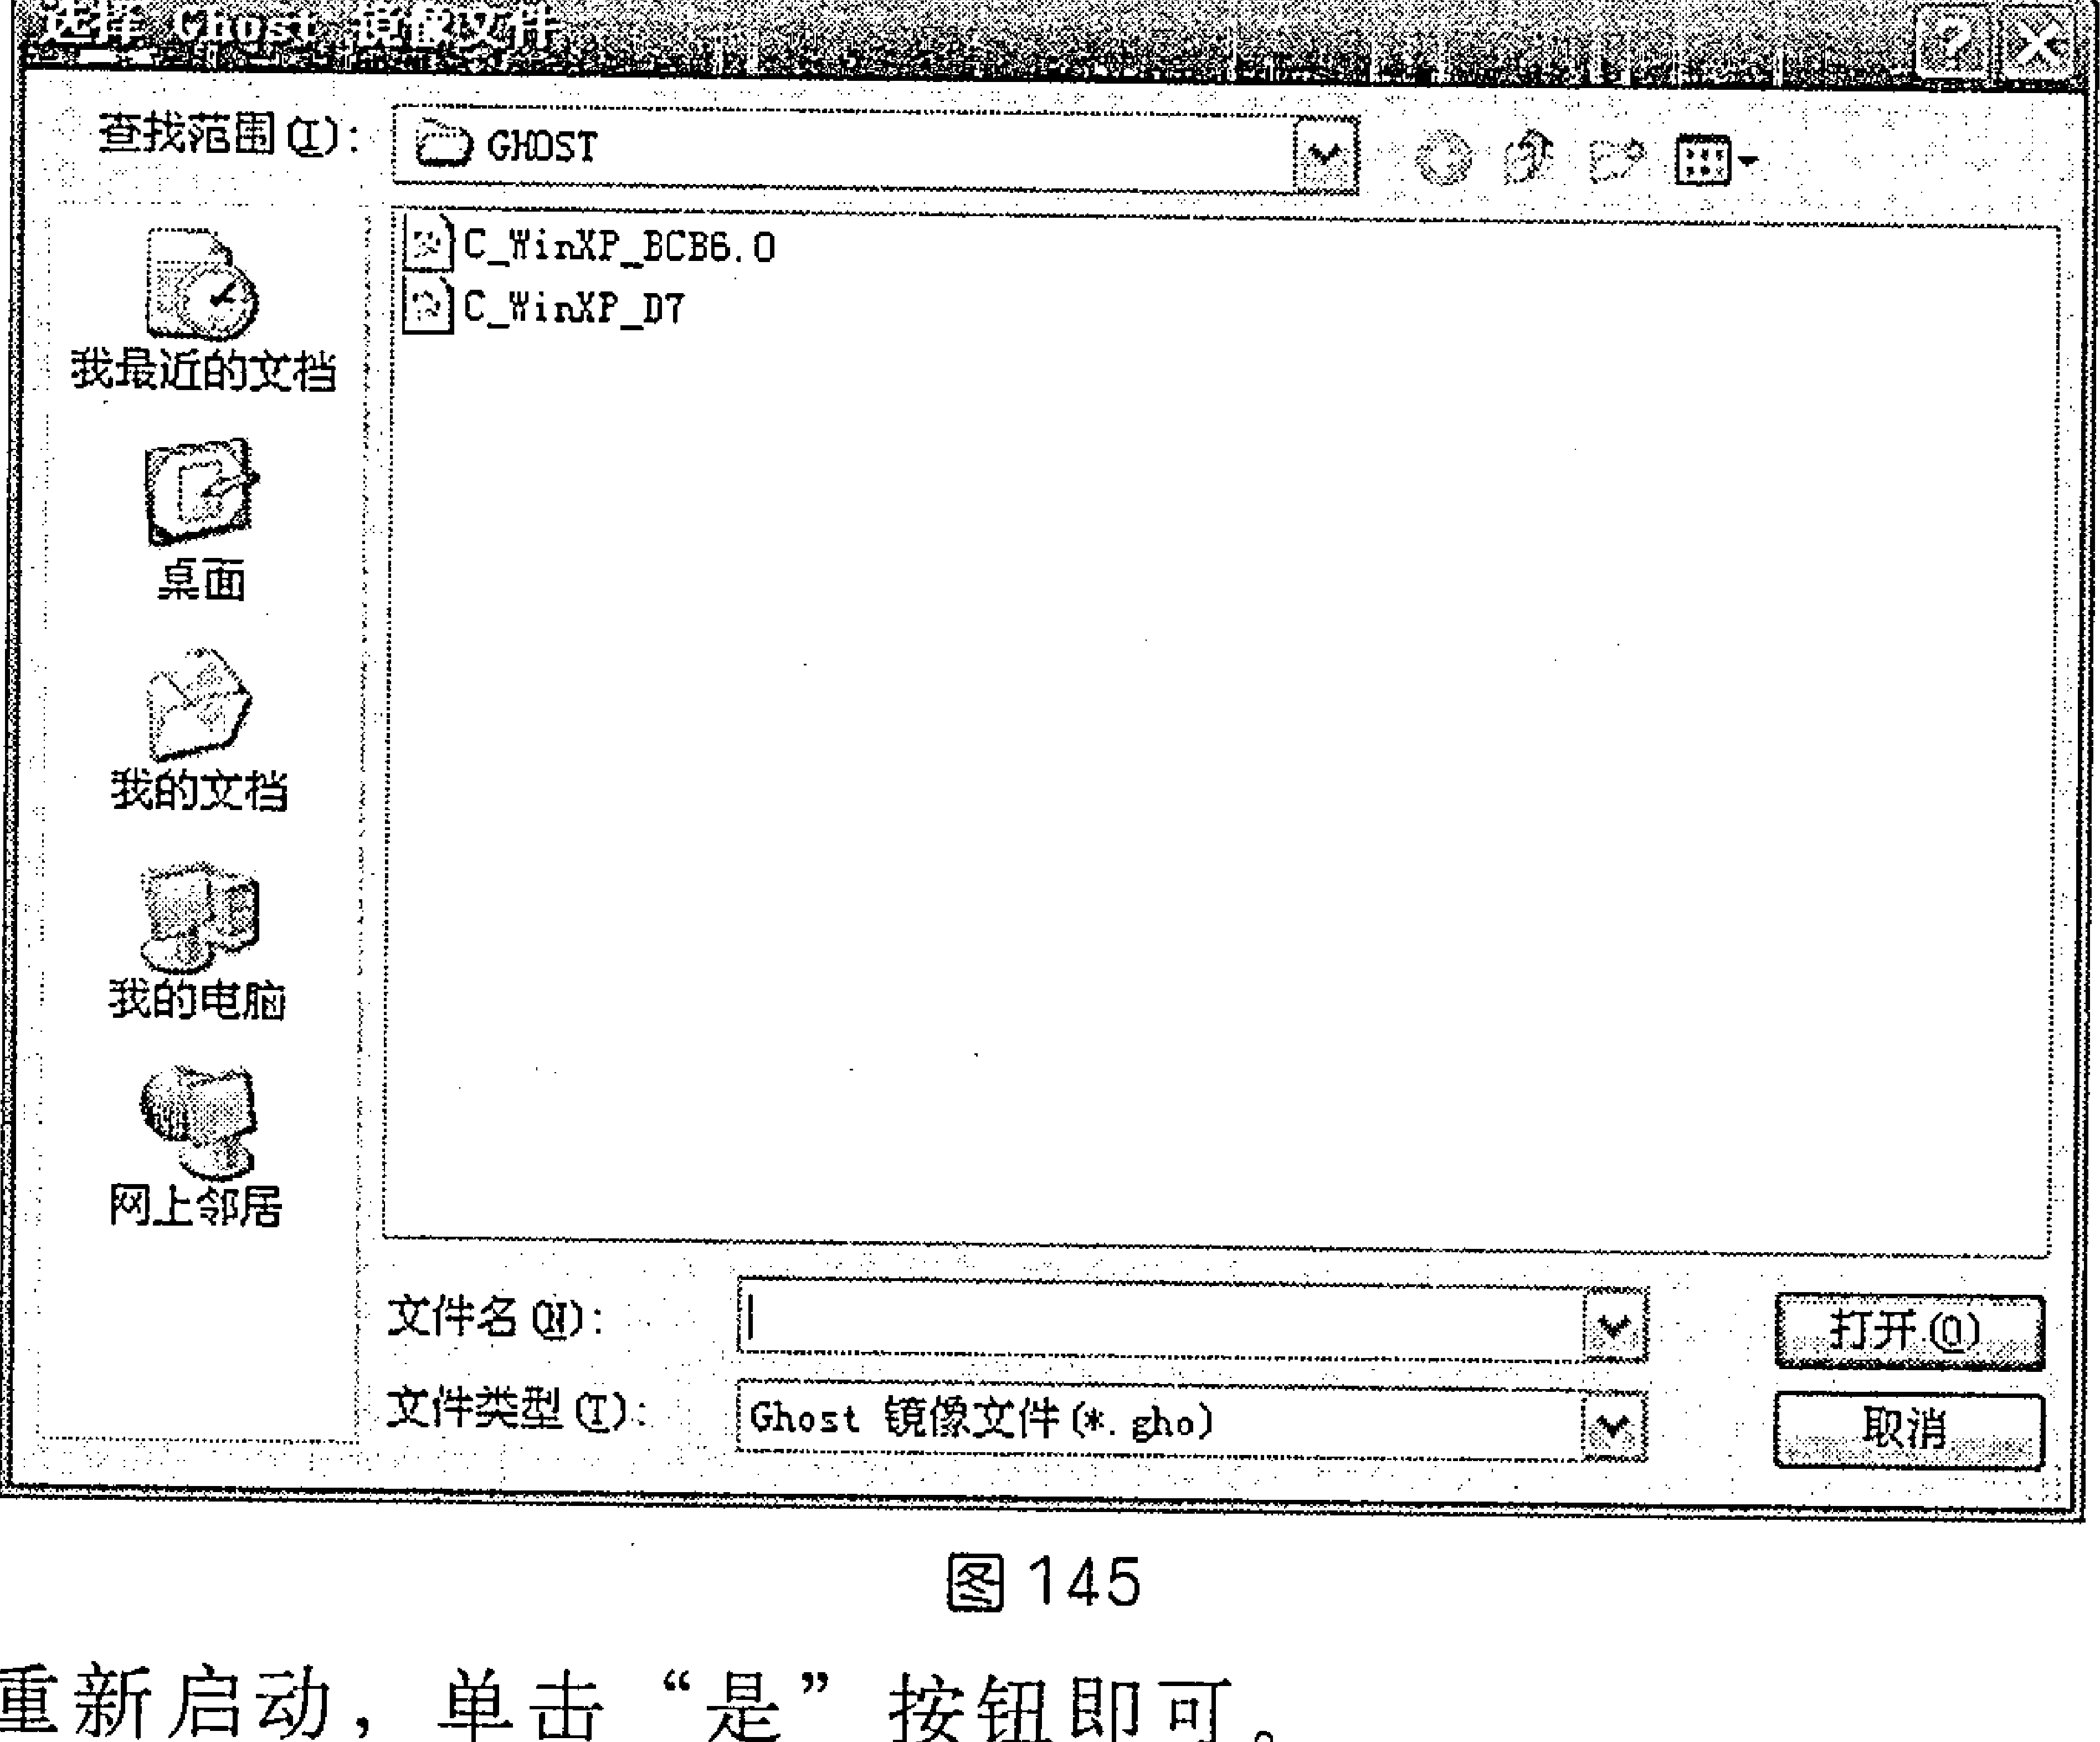 选择 Ghost 镜像文件
查找范围(I): GHOST
C_WinXP_BCB6.0
C_WinXP_D7
我最近的文档
桌面
我的文档
我的电脑
网上邻居
文件名(N): 打开(O)
文件类型(T): Ghost 镜像文件(*.gho) 取消
图 145
重新启动，单击“是”按钮即可。